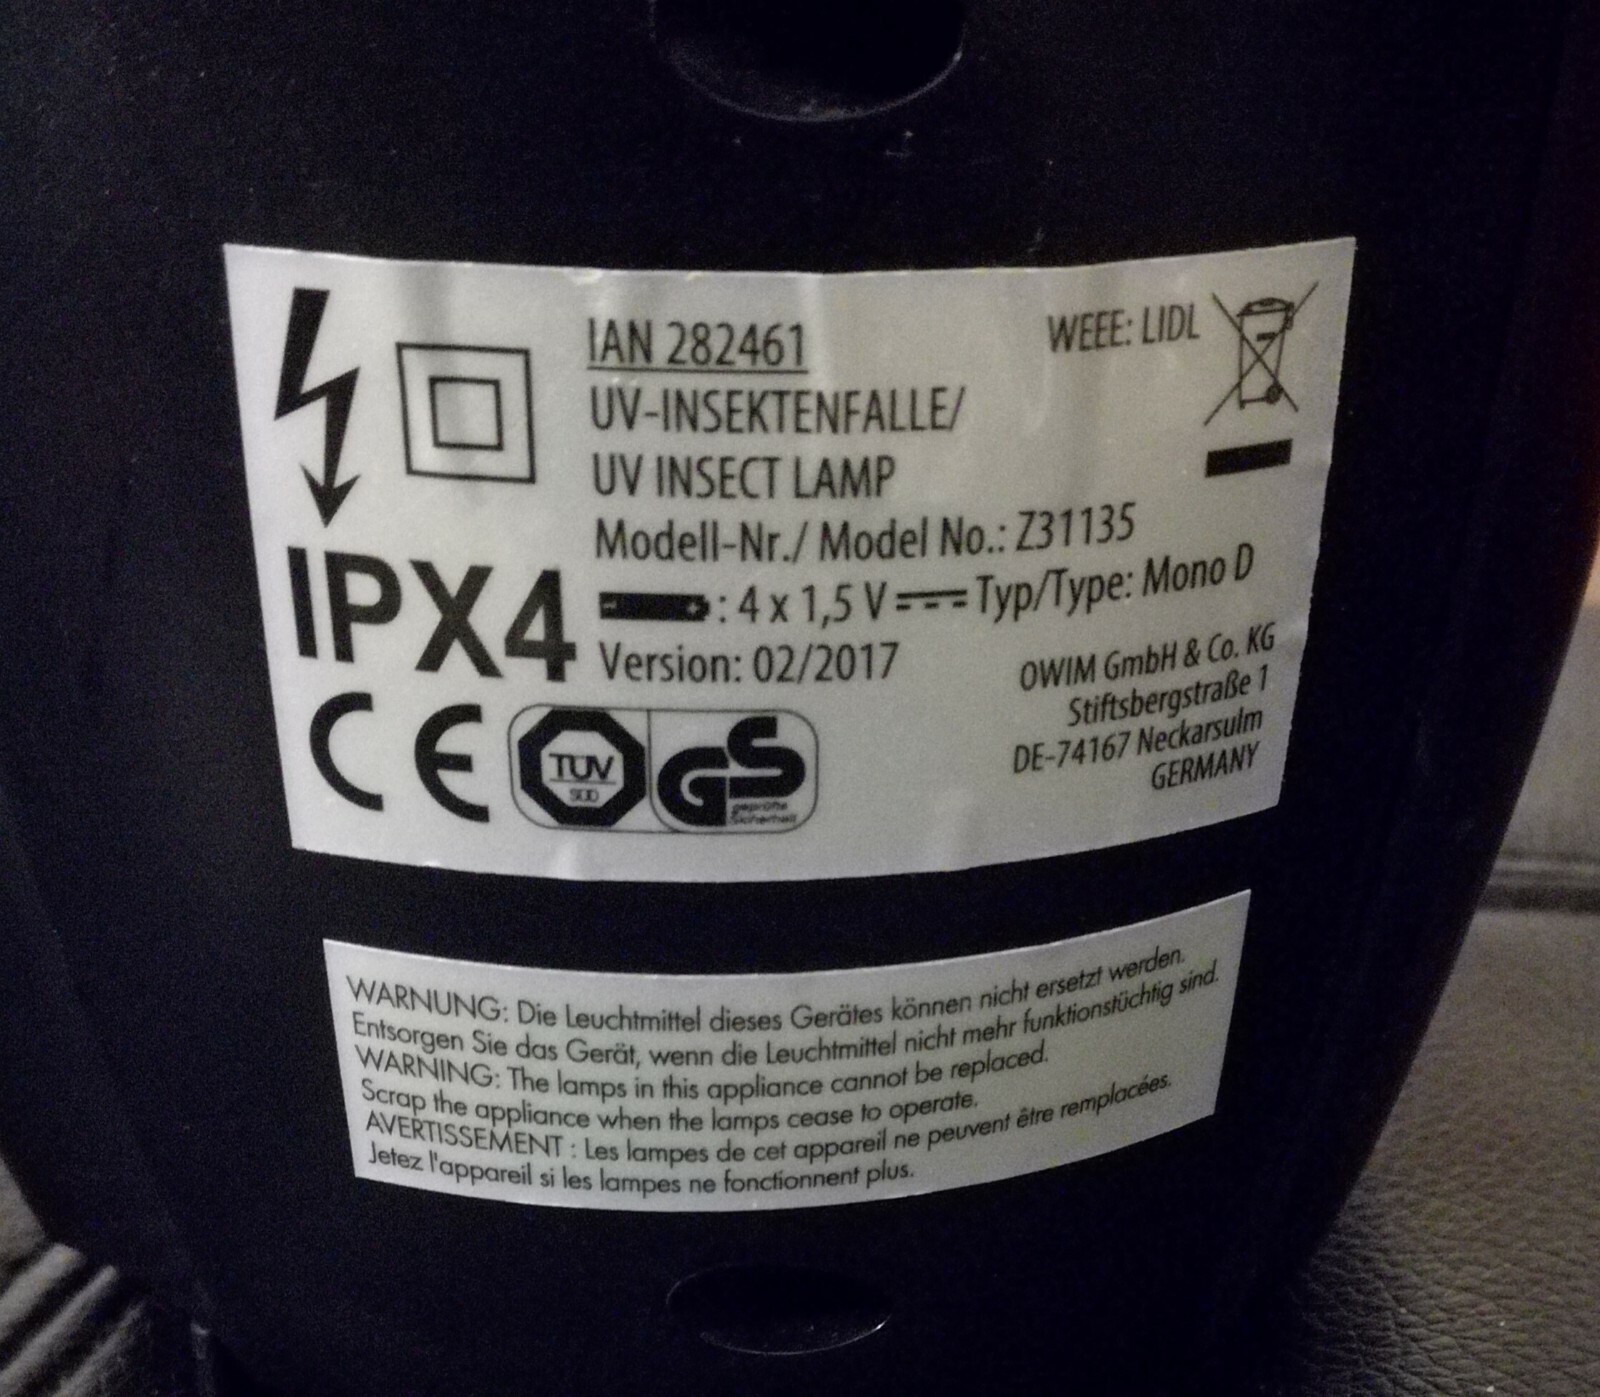 IAN 282461
WEEE: LIDL
UV-INSEKTENFALLE/
UV INSECT LAMP
Modell-Nr./ Model No.: Z31135
: 4 x 1,5 V Typ/Type: Mono D
Version: 02/2017
IPX4
CE
TÜV
SÜD
GS
geprüfte
Sicherheit
OWIM GmbH & Co. KG
Stiftsbergstraße 1
DE-74167 Neckarsulm
GERMANY
WARNUNG: Die Leuchtmittel dieses Gerätes können nicht ersetzt werden.
Entsorgen Sie das Gerät, wenn die Leuchtmittel nicht mehr funktionstüchtig sind.
WARNING: The lamps in this appliance cannot be replaced.
Scrap the appliance when the lamps cease to operate.
AVERTISSEMENT : Les lampes de cet appareil ne peuvent être remplacées.
Jetez l'appareil si les lampes ne fonctionnent plus.